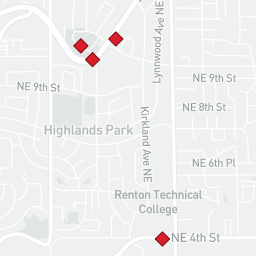 Lynnwood Ave NE
NE 9th St
NE 9th St
Kirkland Ave NE
NE 8th St
Highlands Park
NE 6th Pl
Renton Technical
College
NE 4th St